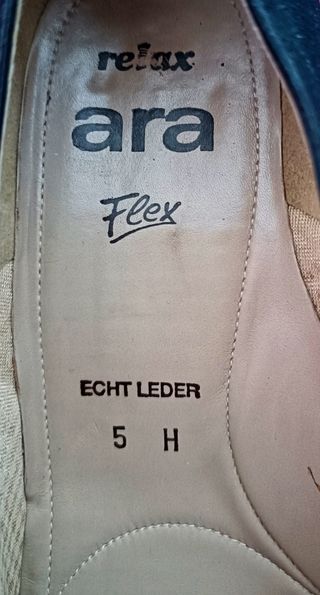 relax
ara
Flex
ECHT LEDER
5 H